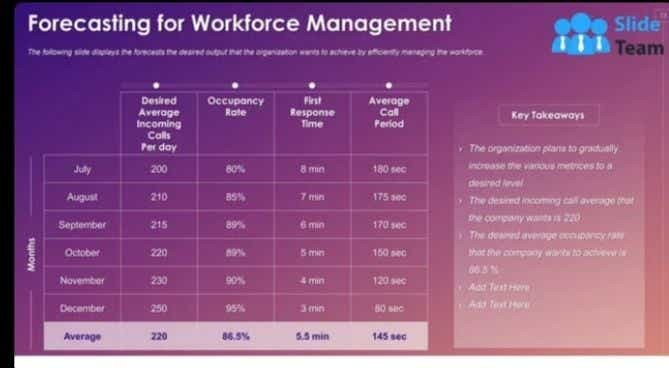 Forecasting for Workforce Management
Slide
Team
The following slide displays the forecasts the desired output that the organization wants to achieve by efficiently managing the workforce.
Desired Average Incoming Calls Per day Occupancy Rate First Response Time Average Call Period
Months
July 200 80% 8 min 180 sec
August 210 85% 7 min 175 sec
September 215 89% 6 min 170 sec
October 220 89% 5 min 150 sec
November 230 90% 4 min 120 sec
December 250 95% 3 min 80 sec
Average 220 86.5% 5.5 min 145 sec
Key Takeaways
The organization plans to gradually
increase the various metrices to a
desired level
The desired incoming call average that
the company wants is 220
The desired average occupancy rate
that the company wants to achieve is
86.5 %
Add Text Here
Add Text Here